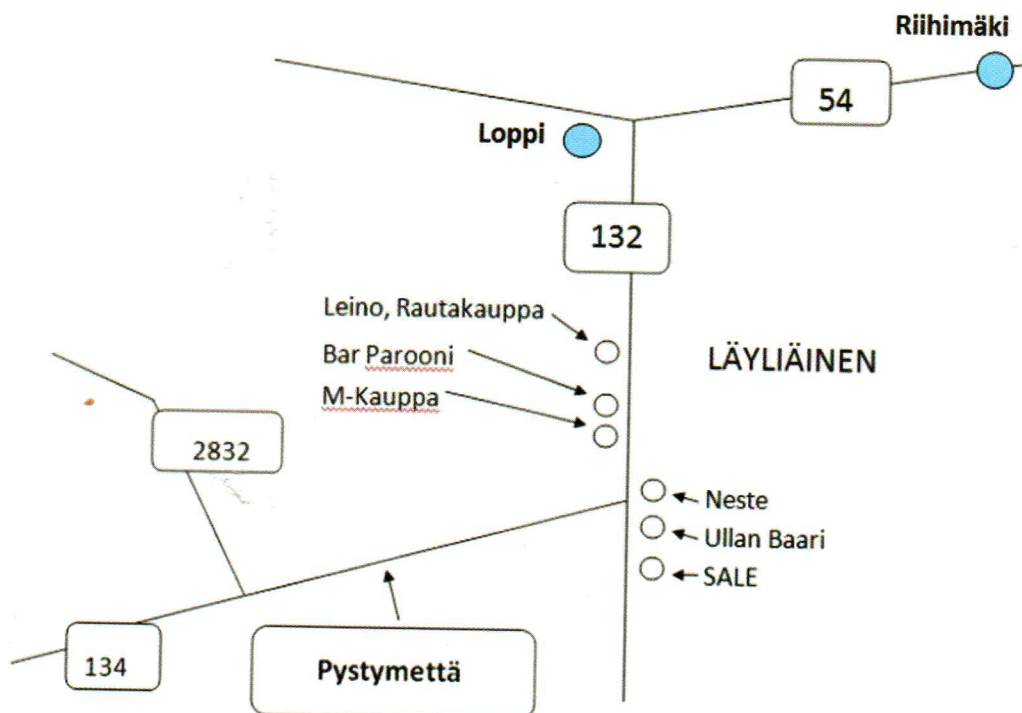 Riihimäki
54
Loppi
132
Leino, Rautakauppa
Bar Parooni
M-Kauppa
LÄYLIÄINEN
2832
Neste
Ullan Baari
SALE
134
Pystymettä